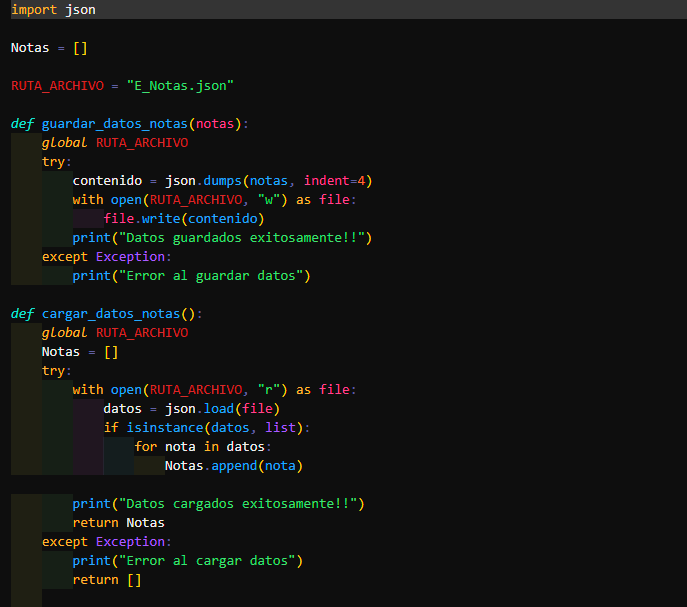 import json
Notas = []
RUTA_ARCHIVO = "E_Notas.json"
def guardar_datos_notas(notas):
    global RUTA_ARCHIVO
    try:
        contenido = json.dumps(notas, indent=4)
        with open(RUTA_ARCHIVO, "w") as file:
            file.write(contenido)
        print("Datos guardados exitosamente!!")
    except Exception:
        print("Error al guardar datos")
def cargar_datos_notas():
    global RUTA_ARCHIVO
    Notas = []
    try:
        with open(RUTA_ARCHIVO, "r") as file:
            datos = json.load(file)
            if isinstance(datos, list):
                for nota in datos:
                    Notas.append(nota)
        print("Datos cargados exitosamente!!")
        return Notas
    except Exception:
        print("Error al cargar datos")
        return []